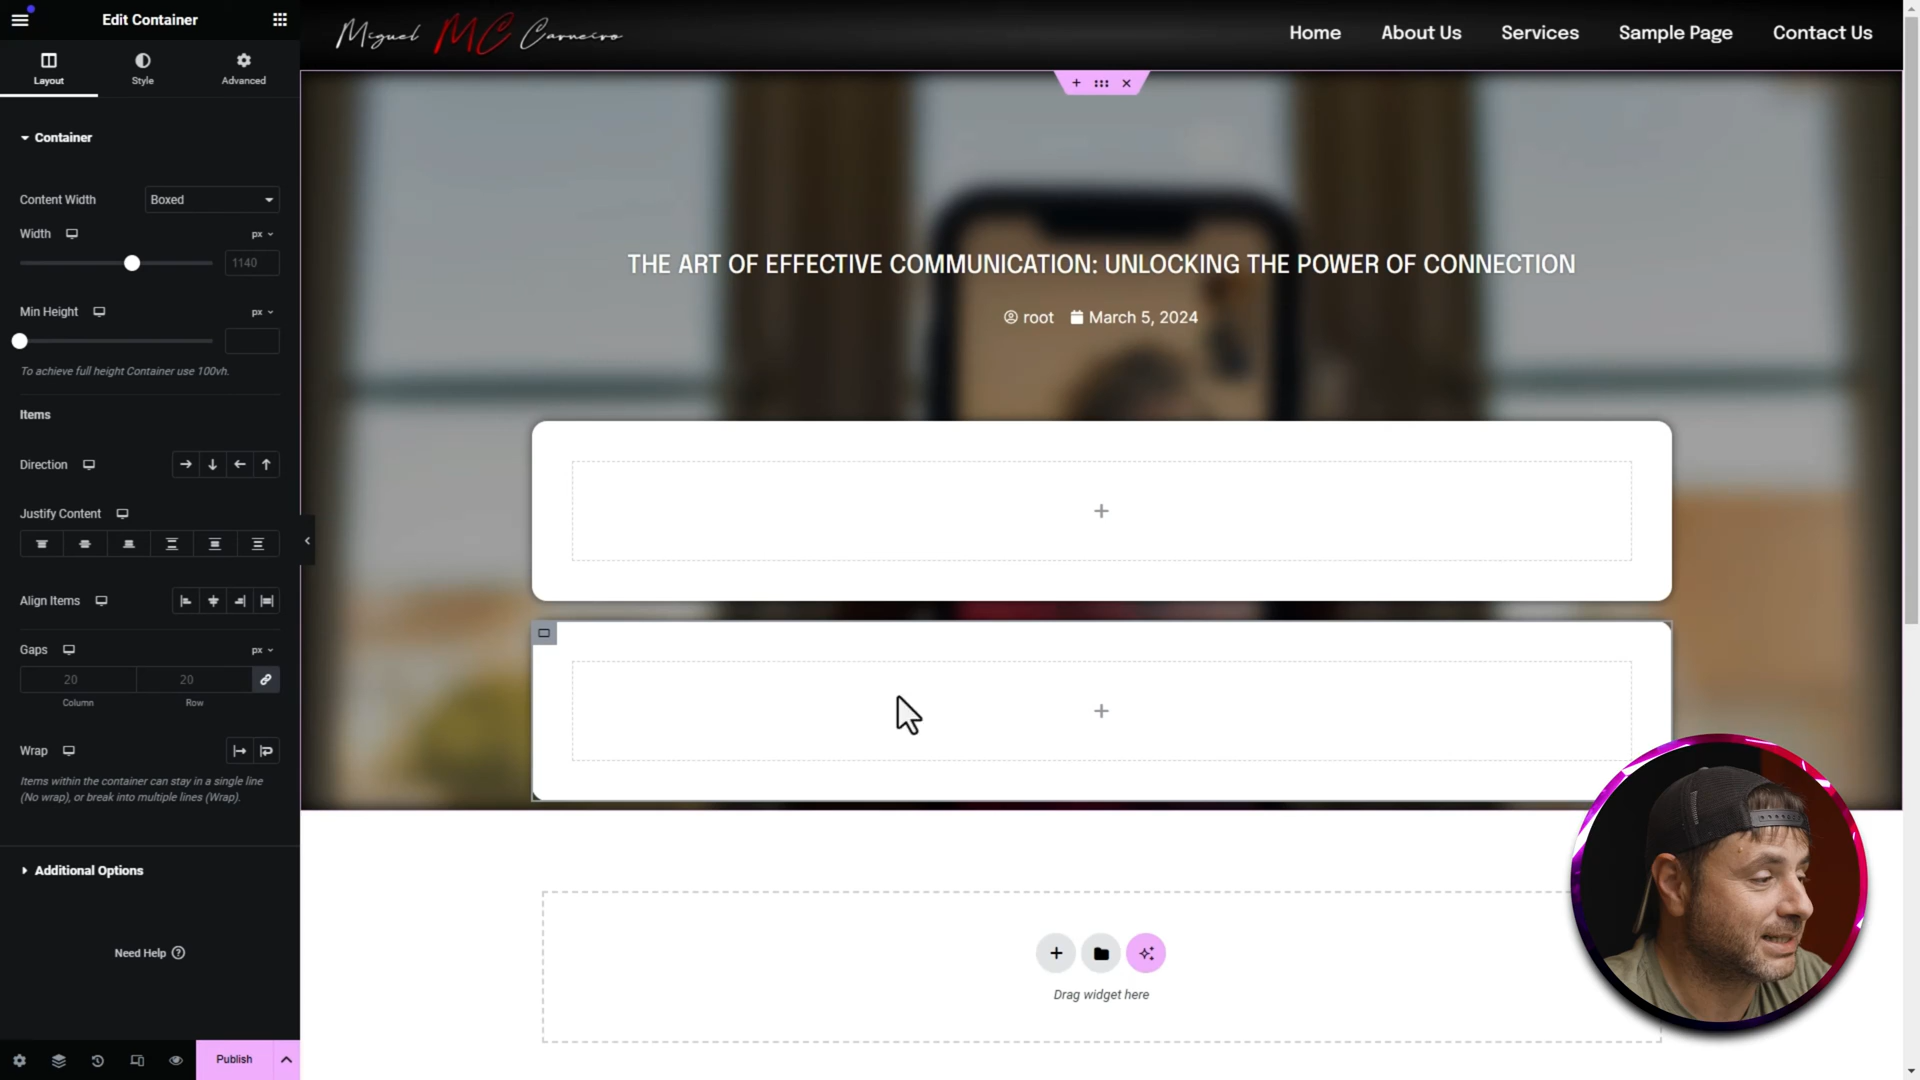 Edit Container
Miguel MC Carneiro
Home
About Us
Services
Sample Page
Contact Us
Layout
Style
Advanced
Container
Content Width
Boxed
Width
px
1140
Min Height
px
To achieve full height Container use 100vh.
Items
Direction
Justify Content
Align Items
Gaps
px
20
20
Column
Row
Wrap
Items within the container can stay in a single line
(No wrap), or break into multiple lines (Wrap).
Additional Options
Need Help
Publish
THE ART OF EFFECTIVE COMMUNICATION: UNLOCKING THE POWER OF CONNECTION
root
March 5, 2024
Drag widget here